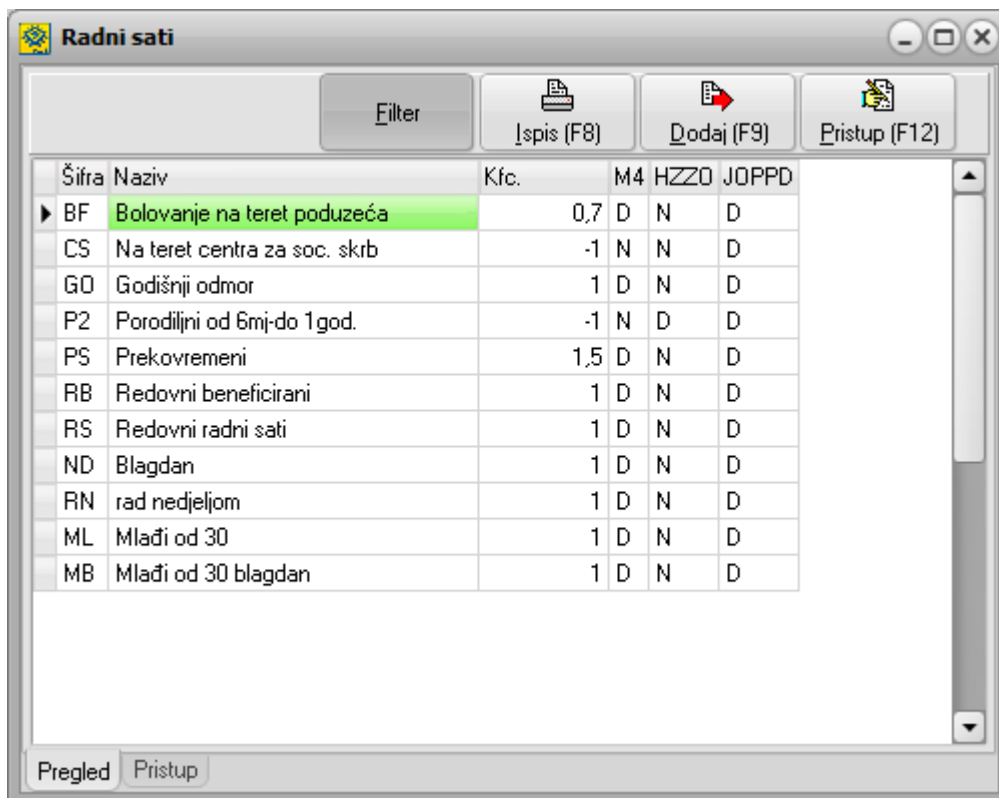 Radni sati
Filter
Ispis (F8)
Dodaj (F9)
Pristup (F12)
Šifra Naziv Kfc. M4 HZZO JOPPD
BF Bolovanje na teret poduzeća 0,7 D N D
CS Na teret centra za soc. skrb -1 N N D
GO Godišnji odmor 1 D N D
P2 Porodiljni od 6mj-do 1god. -1 N D D
PS Prekovremeni 1,5 D N D
RB Redovni beneficirani 1 D N D
RS Redovni radni sati 1 D N D
ND Blagdan 1 D N D
RN rad nedjeljom 1 D N D
ML Mlađi od 30 1 D N D
MB Mlađi od 30 blagdan 1 D N D
Pregled Pristup